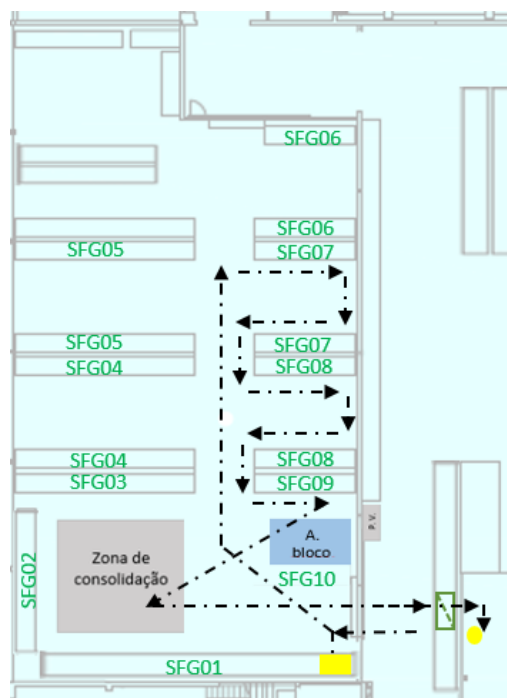 SFG06
SFG06
SFG05
SFG07
SFG05
SFG07
SFG04
SFG08
SFG04
SFG08
SFG03
SFG09
SFG02
Zona de
consolidação
A.
bloco
P. V.
SFG10
SFG01